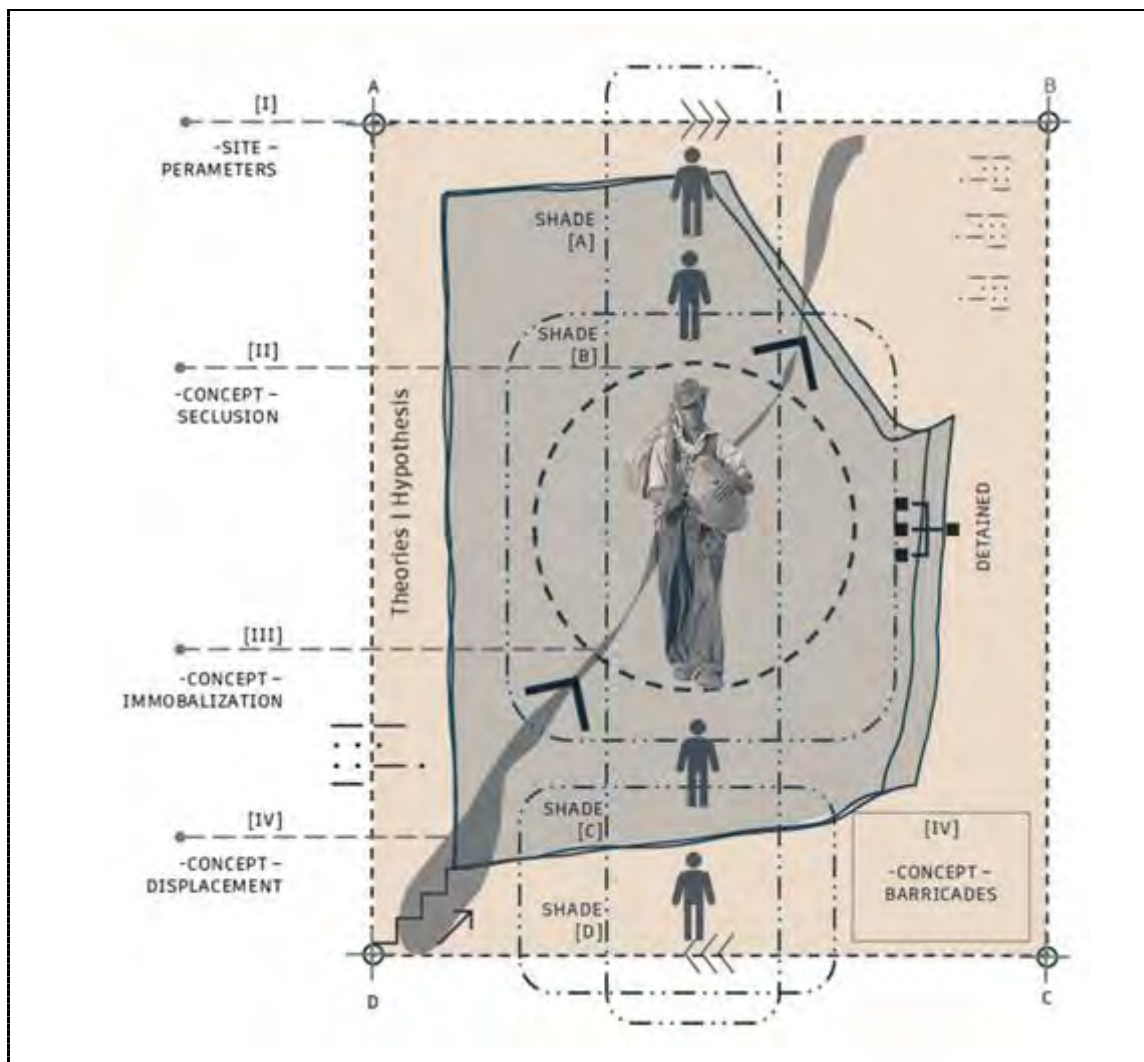 A
B
[I]
-SITE –
PERAMETERS
SHADE
[A]
SHADE
[B]
[II]
-CONCEPT –
SECLUSION
Theories | Hypothesis
DETAINED
[III]
-CONCEPT –
IMMOBALIZATION
SHADE
[C]
[IV]
-CONCEPT –
DISPLACEMENT
[IV]
-CONCEPT –
BARRICADES
SHADE
[D]
D
C